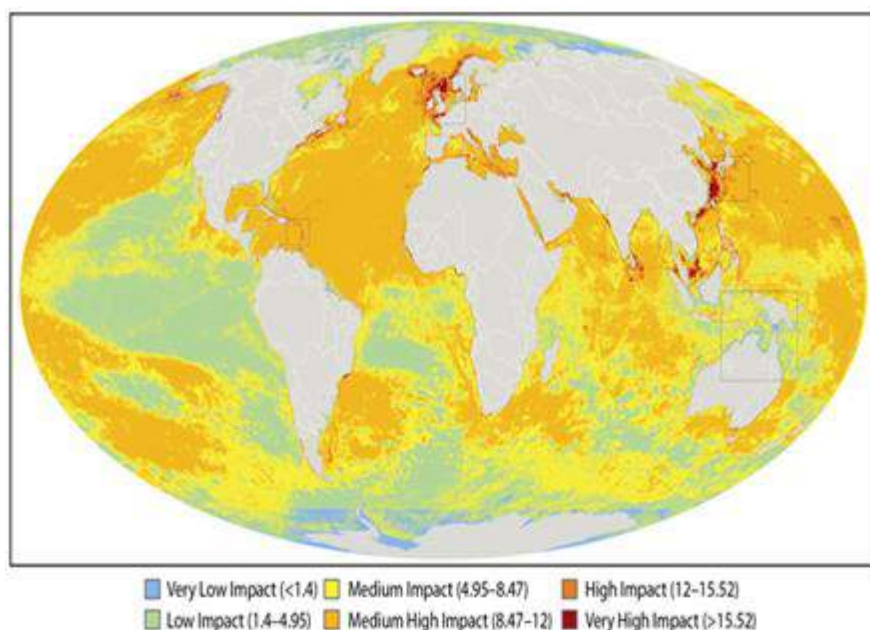 Very Low Impact (<1.4) Medium Impact (4.95–8.47) High Impact (12–15.52)
Low Impact (1.4–4.95) Medium High Impact (8.47–12) Very High Impact (>15.52)